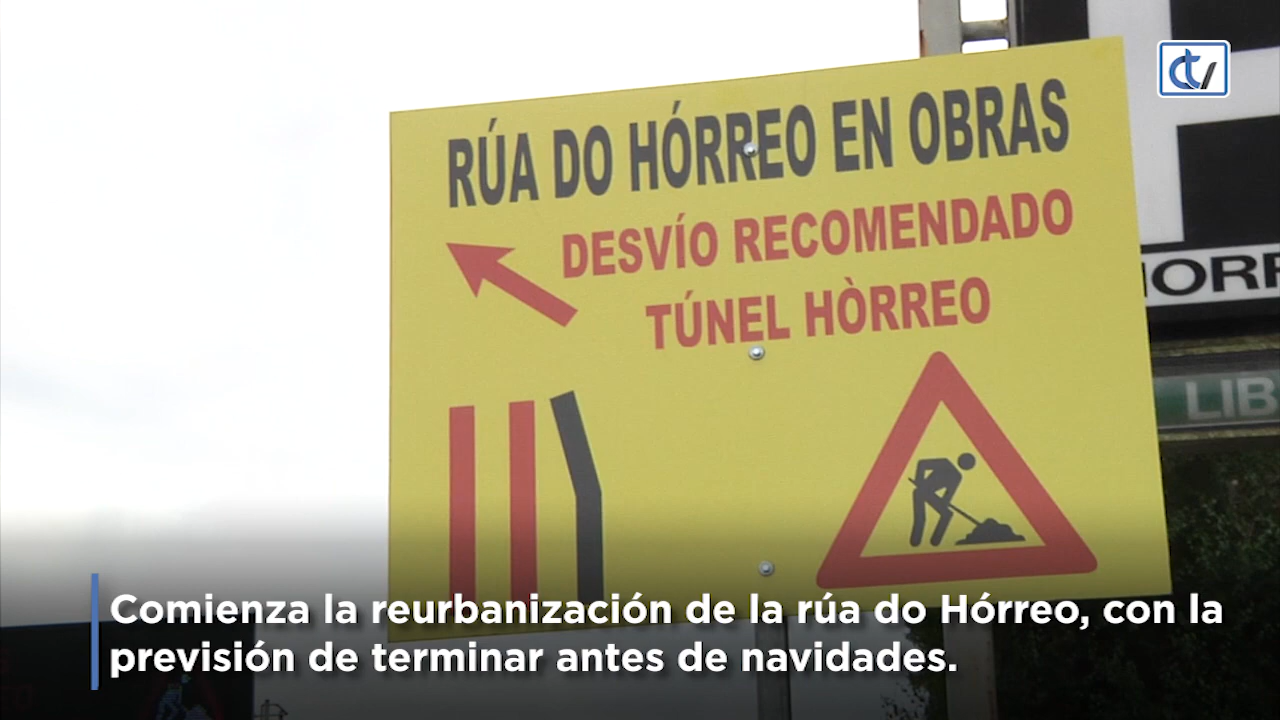 CTV
RÚA DO HÓRREO EN OBRAS
DESVÍO RECOMENDADO
TÚNEL HÒRREO
Comienza la reurbanización de la rúa do Hórreo, con la
previsión de terminar antes de navidades.